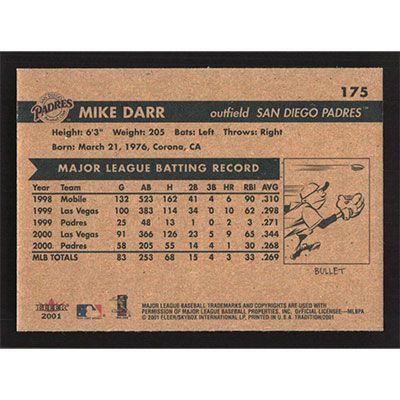 PADRES
175
MIKE DARR
outfield SAN DIEGO PADRES™
Height: 6'3" Weight: 205 Bats: Left Throws: Right
Born: March 21, 1976, Corona, CA
MAJOR LEAGUE BATTING RECORD
Year Team G AB H 2B 3B HR RBI AVG
1998 Mobile 132 523 162 41 4 6 90 .310
1999 Las Vegas 100 383 114 34 0 10 62 .298
1999 Padres 25 48 13 1 0 2 3 .271
2000 Las Vegas 91 366 126 23 5 9 65 .344
2000 Padres 58 205 55 14 4 1 30 .268
MLB TOTALS 83 253 68 15 4 3 33 .269
BULLET
FLEER
2001
MAJOR LEAGUE BASEBALL TRADEMARKS AND COPYRIGHTS ARE USED WITH
PERMISSION OF MAJOR LEAGUE BASEBALL PROPERTIES, INC. OFFICIAL LICENSEE—MLBPA
© 2001 FLEER/SKYBOX INTERNATIONAL LP, PRINTED IN U.S.A. TRADITION/2001